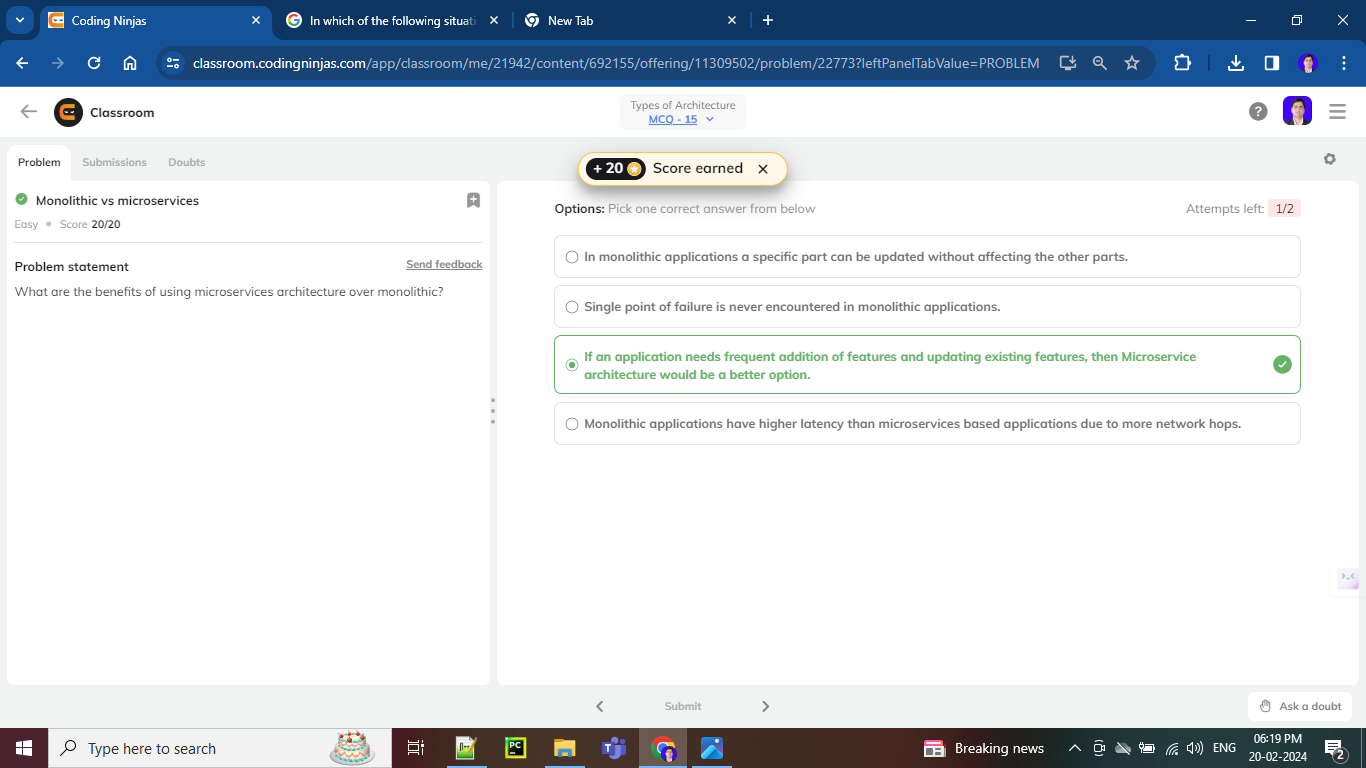 Coding Ninjas
In which of the following situati
New Tab
classroom.codingninjas.com/app/classroom/me/21942/content/692155/offering/11309502/problem/22773?leftPanelTabValue=PROBLEM
Classroom
Types of Architecture
MCQ - 15
Problem
Submissions
Doubts
+ 20
Score earned
Monolithic vs microservices
Easy
Score 20/20
Problem statement
Send feedback
What are the benefits of using microservices architecture over monolithic?
Options: Pick one correct answer from below
Attempts left: 1/2
In monolithic applications a specific part can be updated without affecting the other parts.
Single point of failure is never encountered in monolithic applications.
If an application needs frequent addition of features and updating existing features, then Microservice
architecture would be a better option.
Monolithic applications have higher latency than microservices based applications due to more network hops.
Submit
Ask a doubt
Type here to search
PC
Breaking news
ENG
06:19 PM
20-02-2024
2